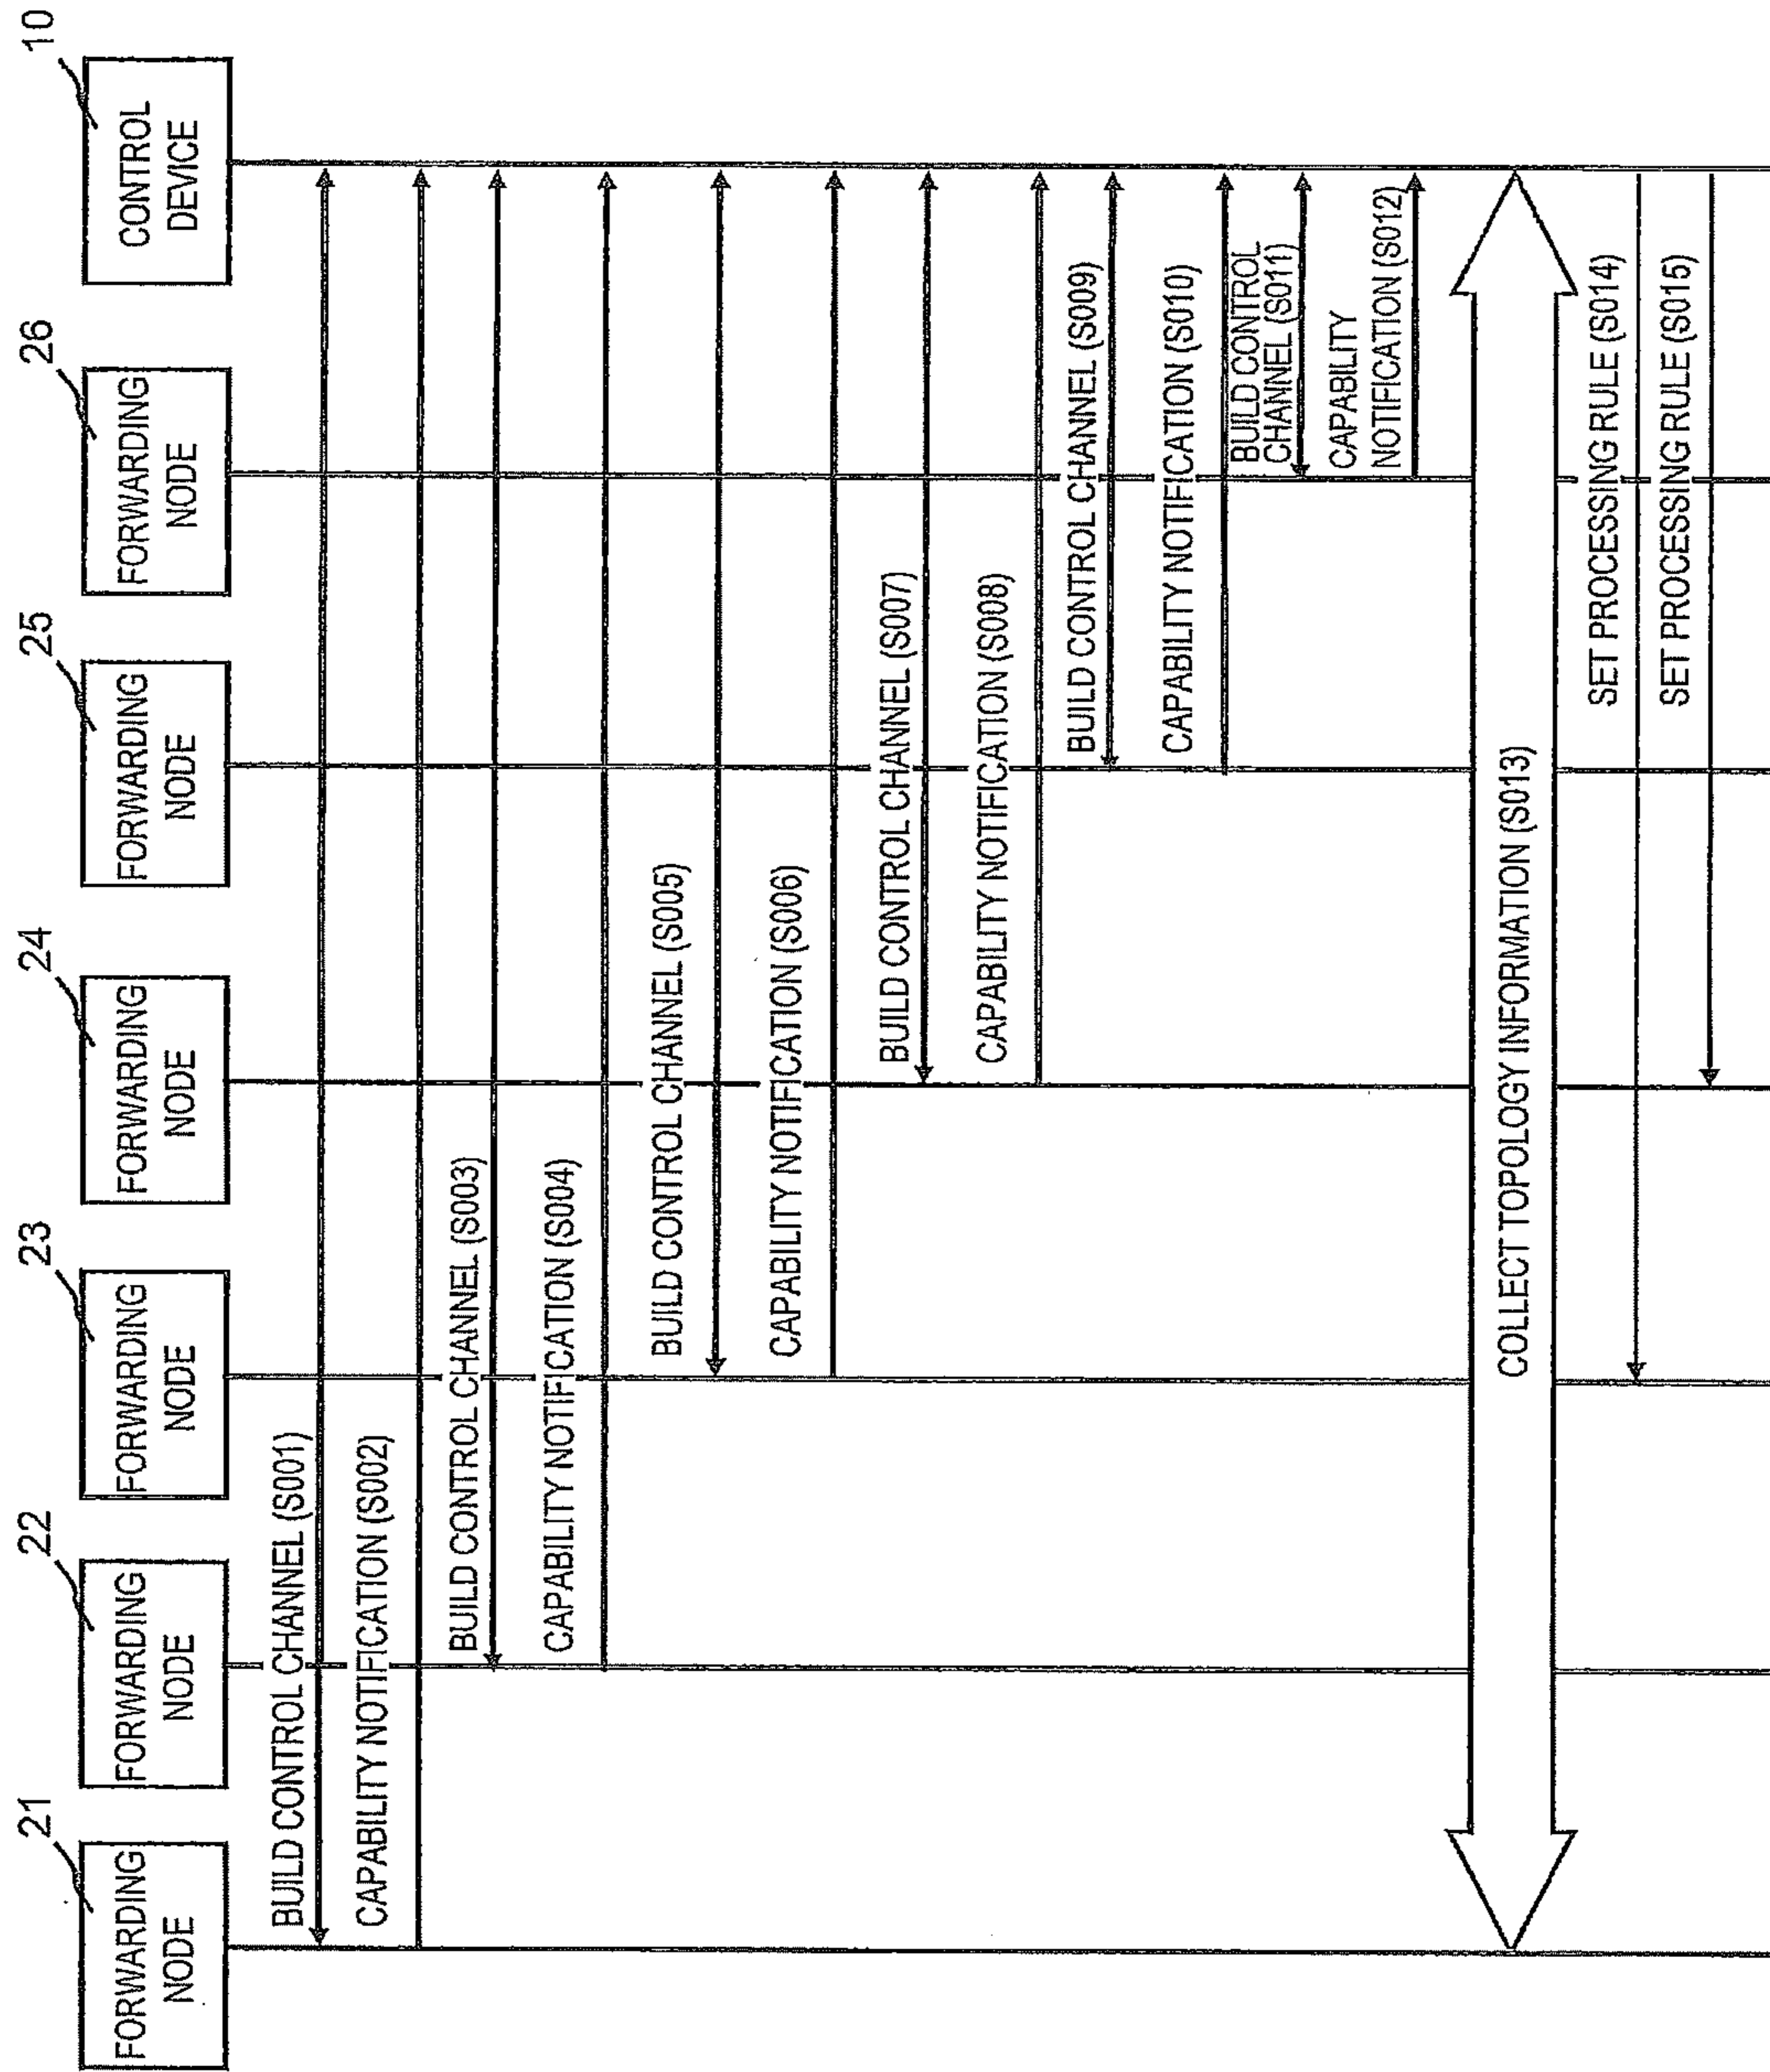 21
FORWARDING
NODE
22
FORWARDING
NODE
23
FORWARDING
NODE
24
FORWARDING
NODE
25
FORWARDING
NODE
26
FORWARDING
NODE
10
CONTROL
DEVICE
BUILD CONTROL CHANNEL (S001)
CAPABILITY NOTIFICATION (S002)
BUILD CONTROL CHANNEL (S003)
CAPABILITY NOTIFICATION (S004)
BUILD CONTROL CHANNEL (S005)
CAPABILITY NOTIFICATION (S006)
BUILD CONTROL CHANNEL (S007)
CAPABILITY NOTIFICATION (S008)
BUILD CONTROL CHANNEL (S009)
CAPABILITY NOTIFICATION (S010)
BUILD CONTROL
CHANNEL (S011)
CAPABILITY
NOTIFICATION (S012)
COLLECT TOPOLOGY INFORMATION (S013)
SET PROCESSING RULE (S014)
SET PROCESSING RULE (S015)